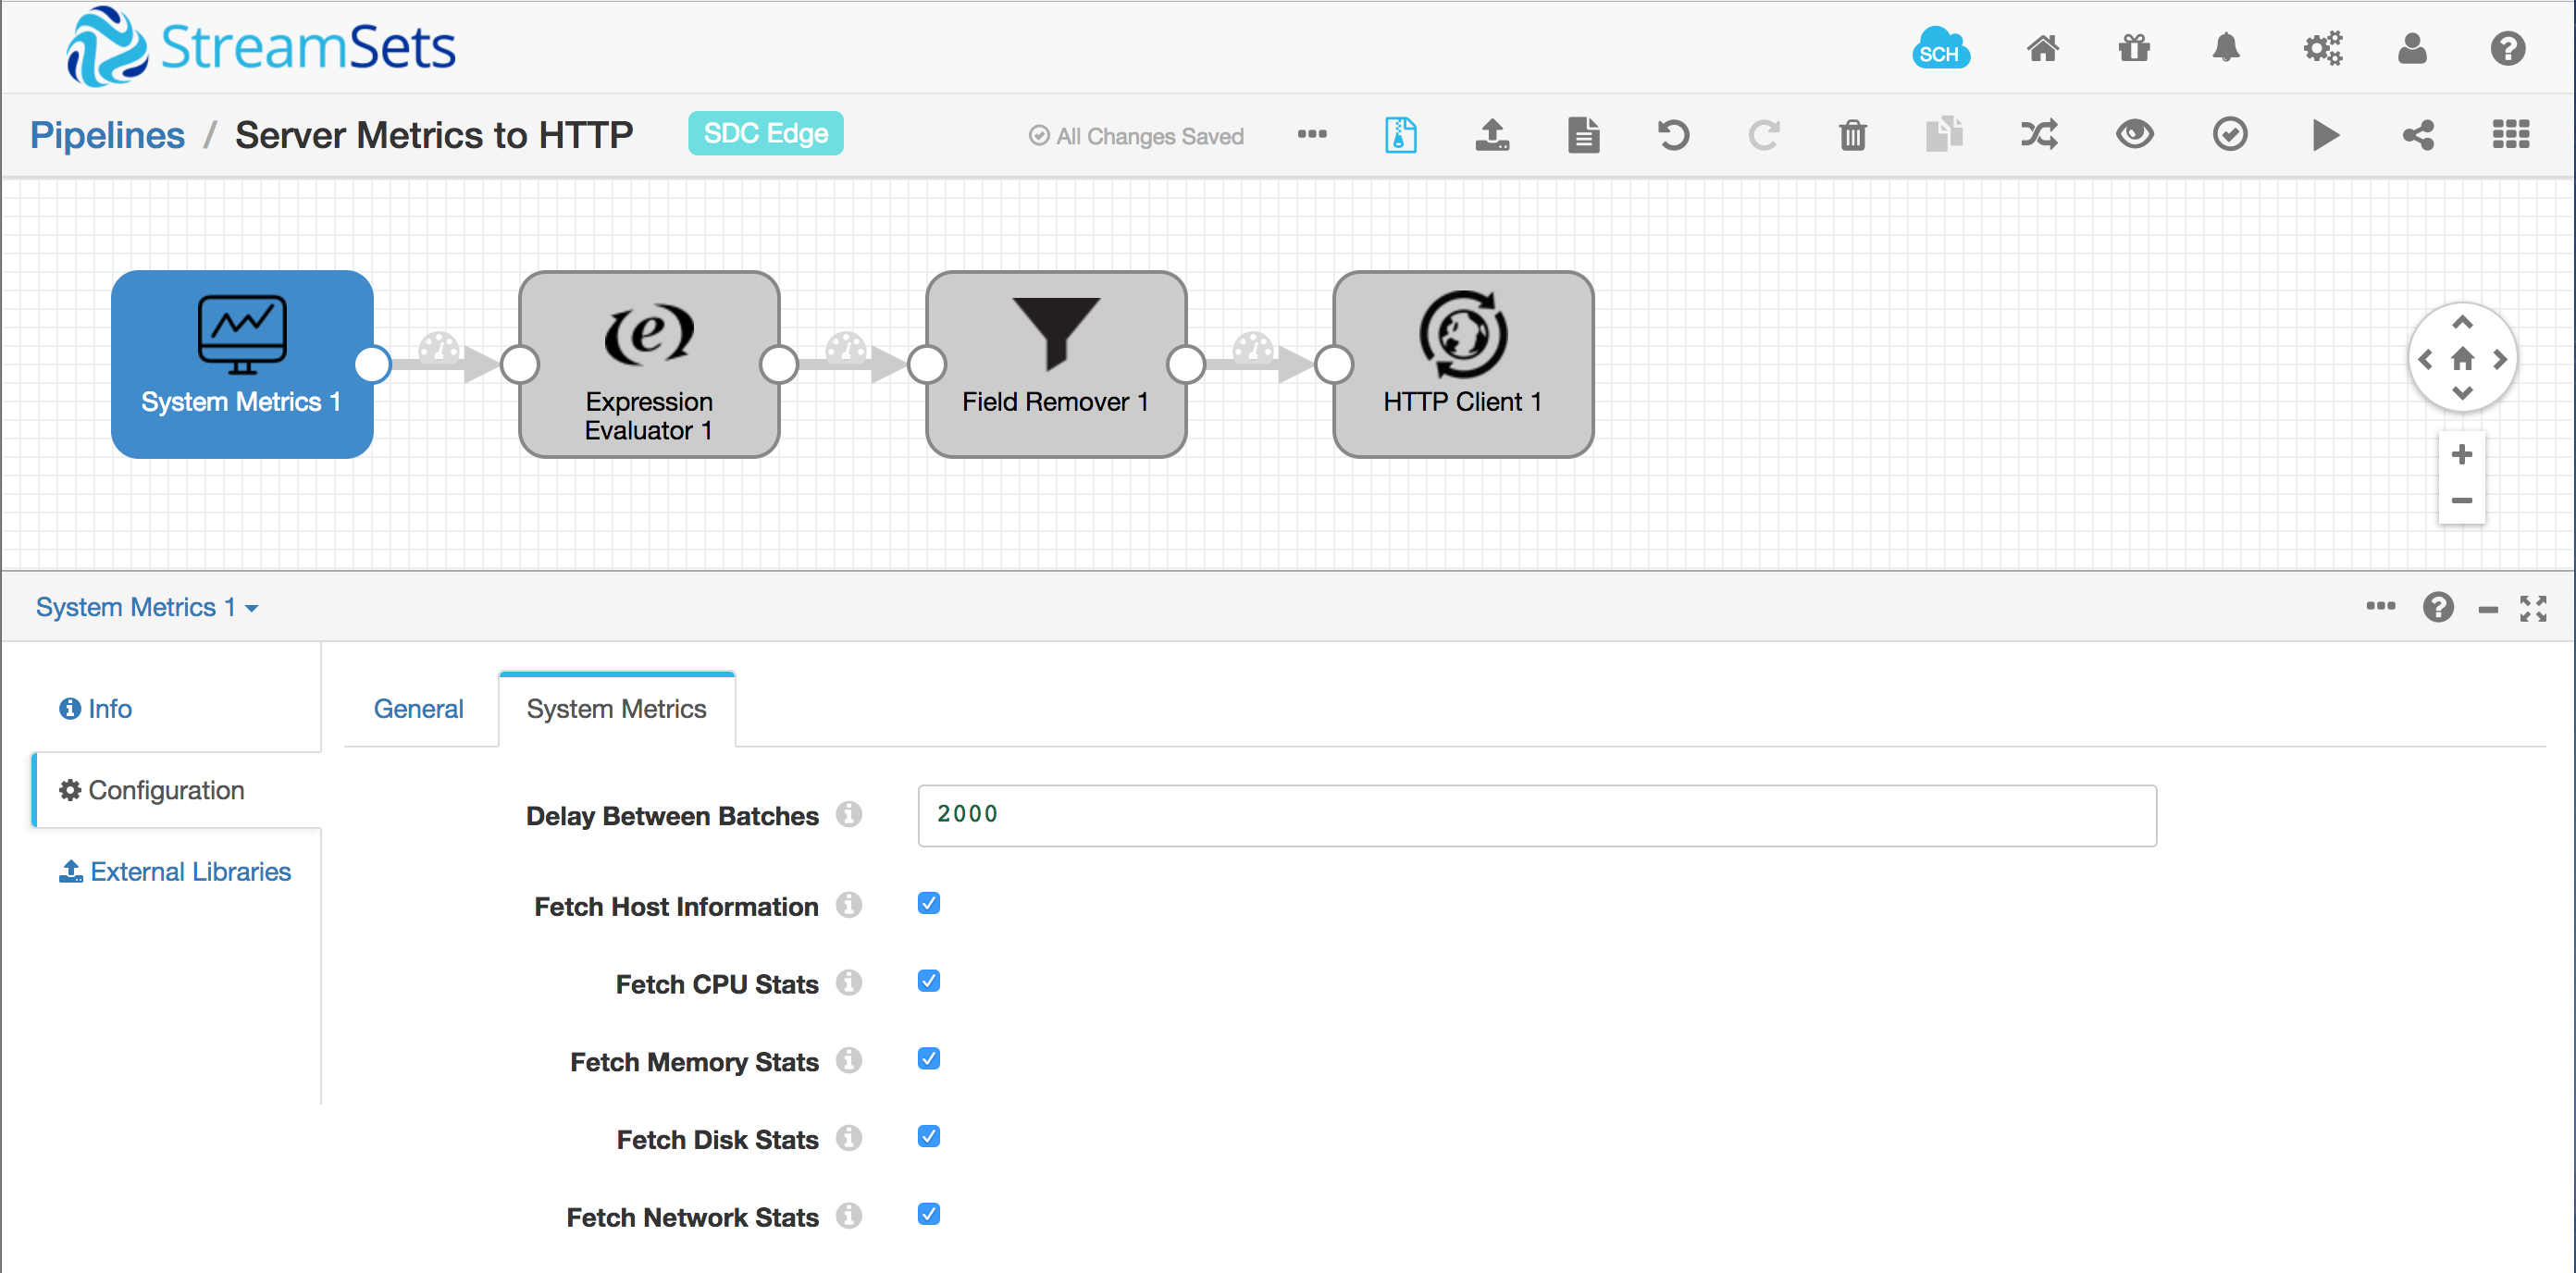 StreamSets
SCH
Pipelines / Server Metrics to HTTP
SDC Edge
All Changes Saved
System Metrics 1
Expression
Evaluator 1
Field Remover 1
HTTP Client 1
System Metrics 1
Info
Configuration
External Libraries
General
System Metrics
Delay Between Batches
2000
Fetch Host Information
Fetch CPU Stats
Fetch Memory Stats
Fetch Disk Stats
Fetch Network Stats